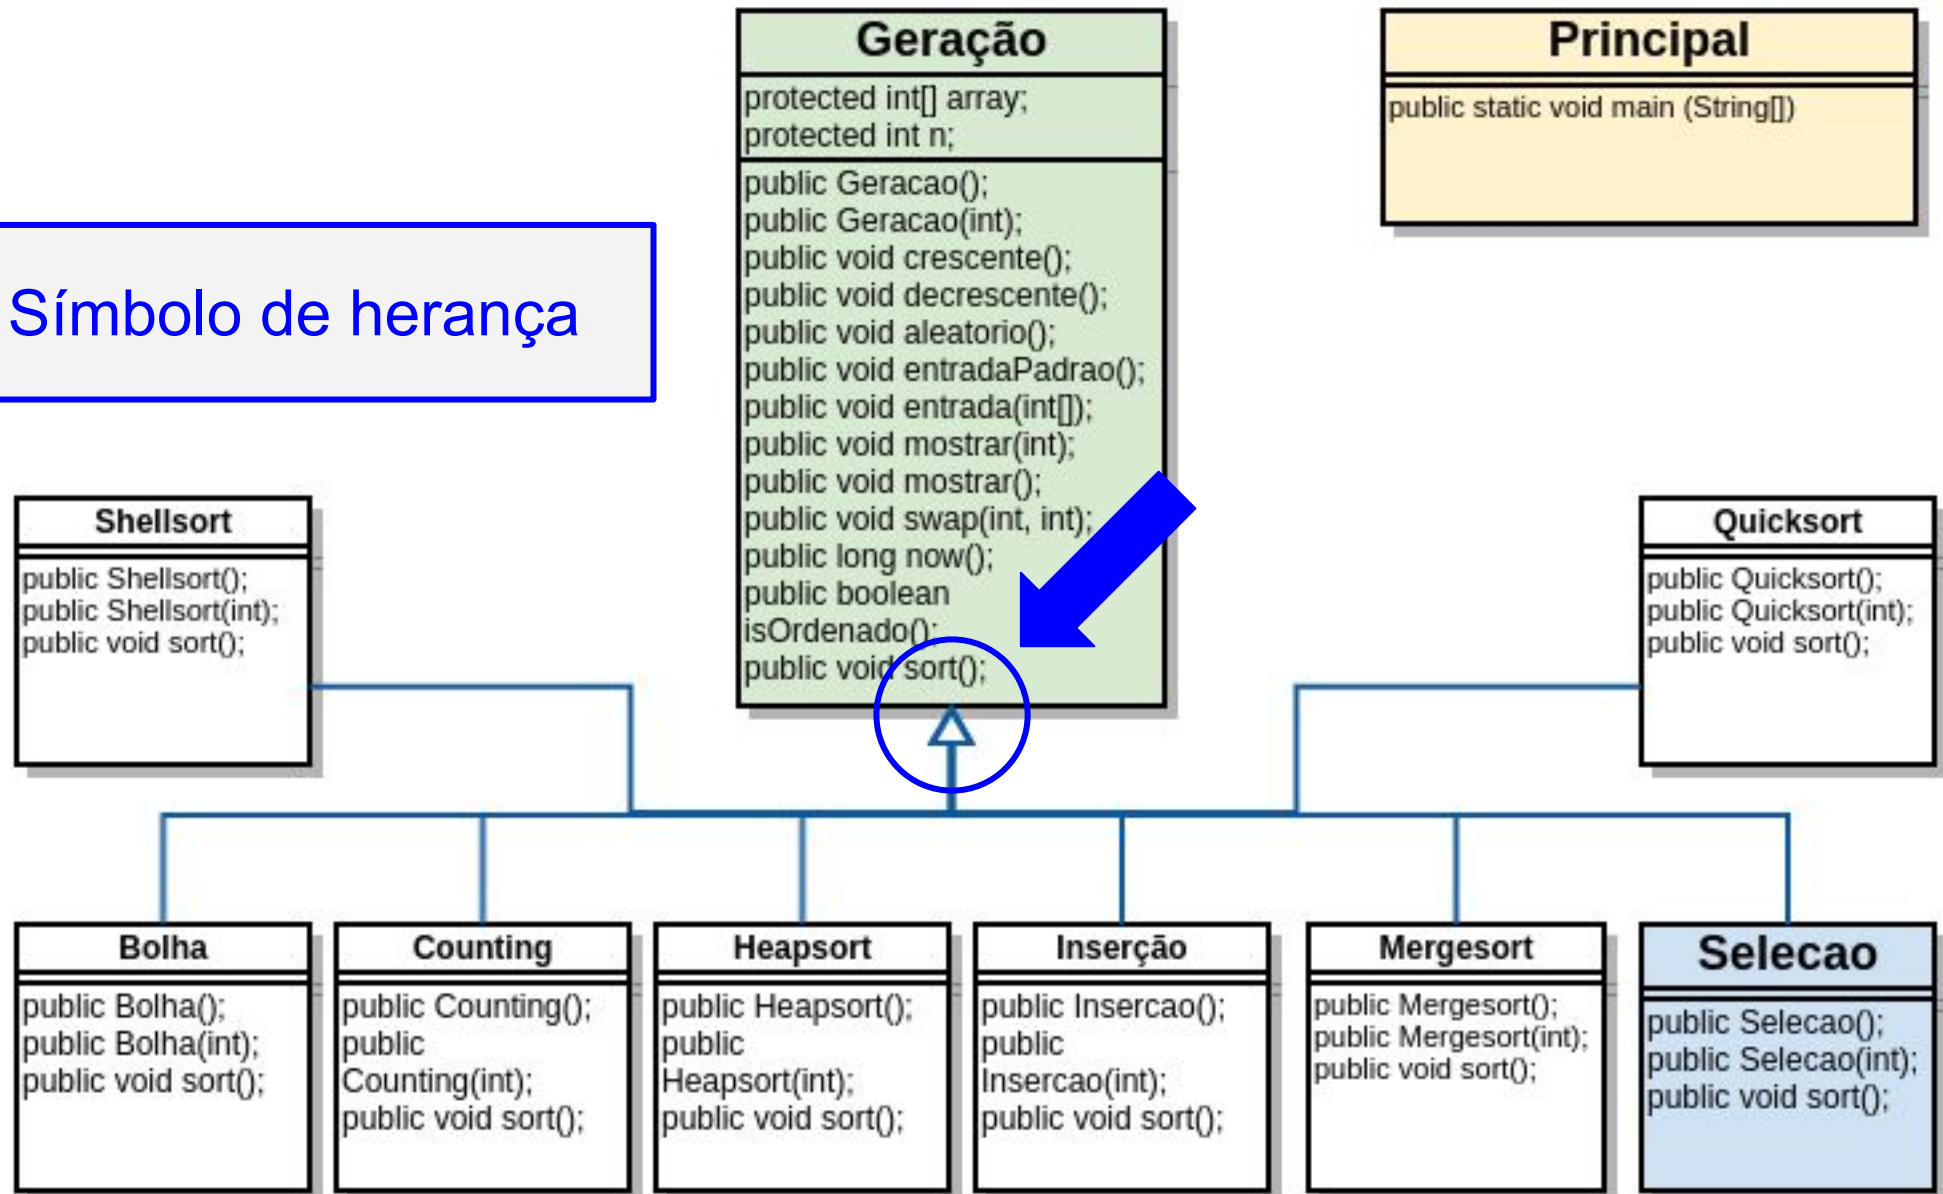 Geração
protected int[] array;
protected int n;
public Geracao();
public Geracao(int);
public void crescente();
public void decrescente();
public void aleatorio();
public void entradaPadrao();
public void entrada(int[]);
public void mostrar(int);
public void mostrar();
public void swap(int, int);
public long now();
public boolean
isOrdenado();
public void sort();
Principal
public static void main (String[])
Símbolo de herança
Shellsort
public Shellsort();
public Shellsort(int);
public void sort();
Quicksort
public Quicksort();
public Quicksort(int);
public void sort();
Bolha
public Bolha();
public Bolha(int);
public void sort();
Counting
public Counting();
public
Counting(int);
public void sort();
Heapsort
public Heapsort();
public
Heapsort(int);
public void sort();
Inserção
public Insercao();
public
Insercao(int);
public void sort();
Mergesort
public Mergesort();
public Mergesort(int);
public void sort();
Selecao
public Selecao();
public Selecao(int);
public void sort();